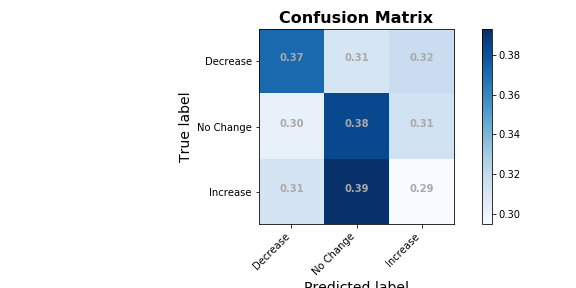 Confusion Matrix
Decrease 0.37 0.31 0.32
No Change 0.30 0.38 0.31
Increase 0.31 0.39 0.29
Decrease No Change Increase
True label
Predicted label
0.38
0.36
0.34
0.32
0.30